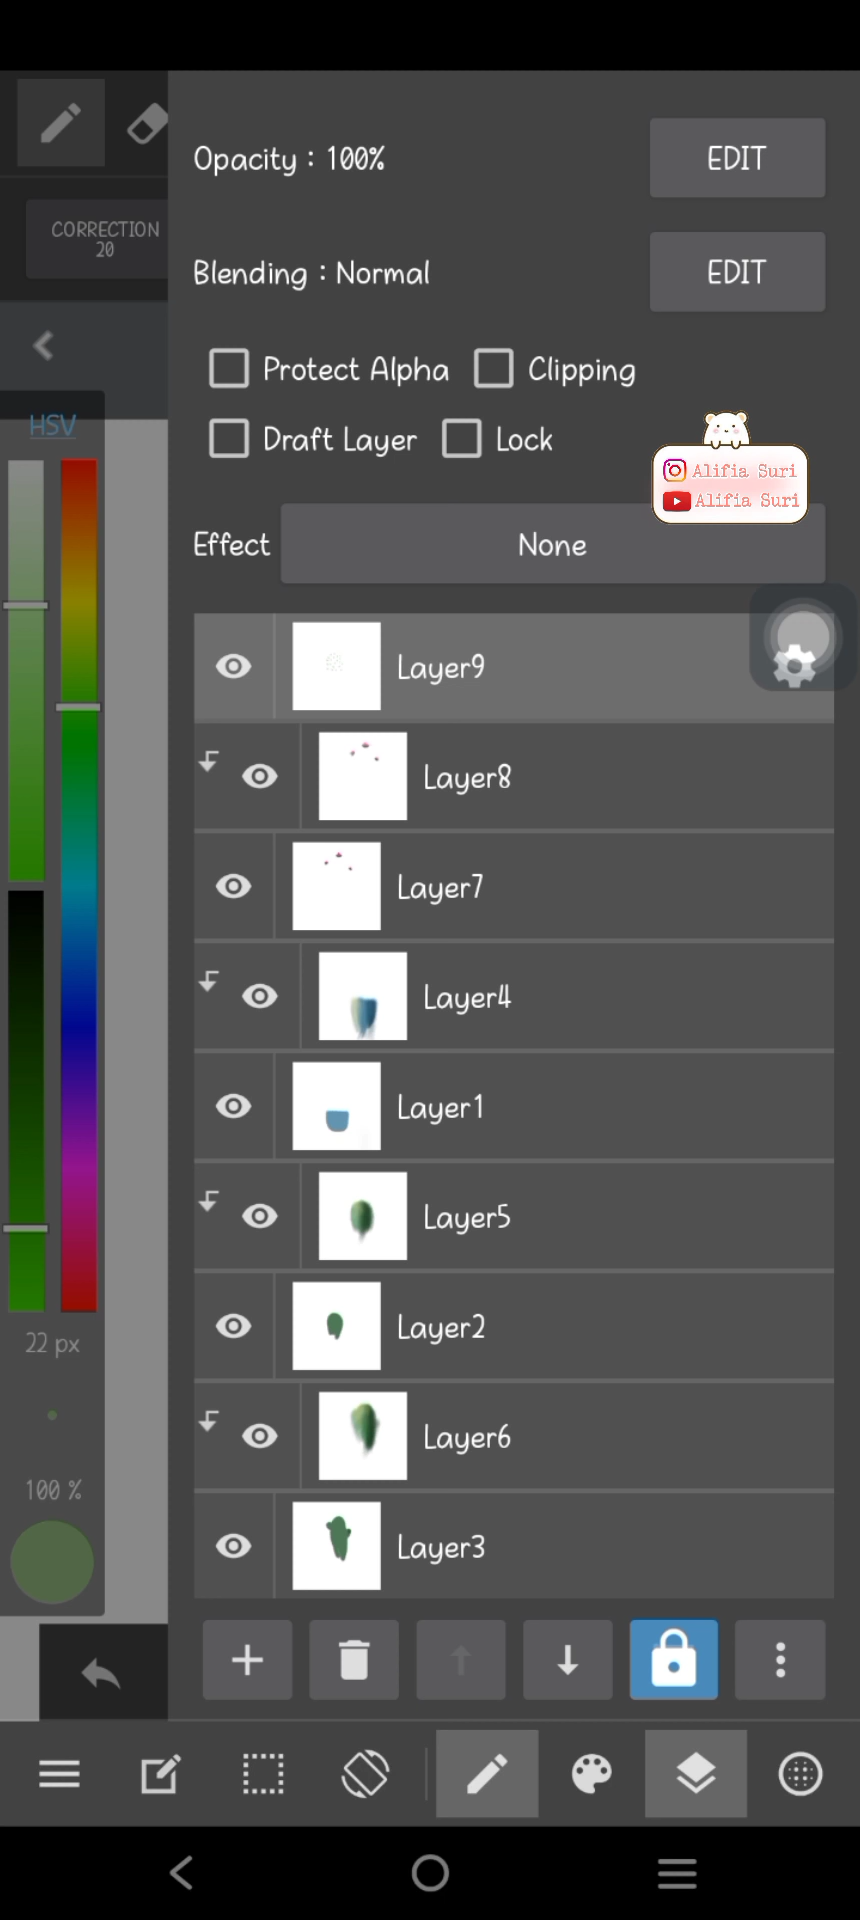 Opacity : 100%
EDIT
CORRECTION
20
Blending : Normal
EDIT
Protect Alpha
Clipping
HSV
Draft Layer
Lock
Alifia Suri
Alifia Suri
Effect
None
Layer9
Layer8
Layer7
Layer4
Layer1
Layer5
Layer2
22 px
Layer6
100 %
Layer3